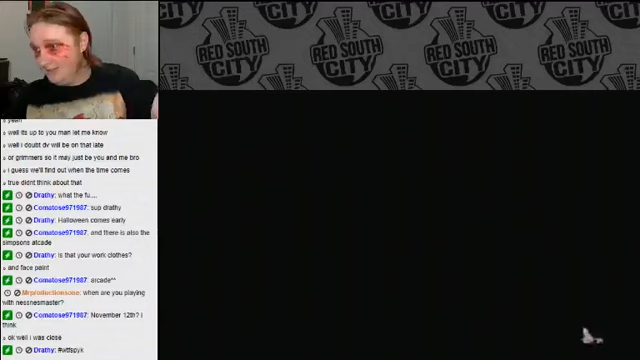 RED SOUTH CITY RED SOUTH CITY RED SOUTH CITY RED SOUTH CITY
yeah
well its up to you man let me know
well i doubt dv will be on that late
or grimmers so it may just be you and me bro
i guess we'll find out when the time comes
true didnt think about that
Drathy: what the fu....
Comatose971987: sup drathy
Drathy: Halloween comes early
Comatose971987: and there is also the
simpsons atcade
Drathy: is that your work clothes?
and face paint
Comatose971987: arcade**
Mrproductionsone: when are you playing
with nessnesmaster?
Comatose971987: November 12th? i
think
ok well i was close
Drathy: #wtfspyk